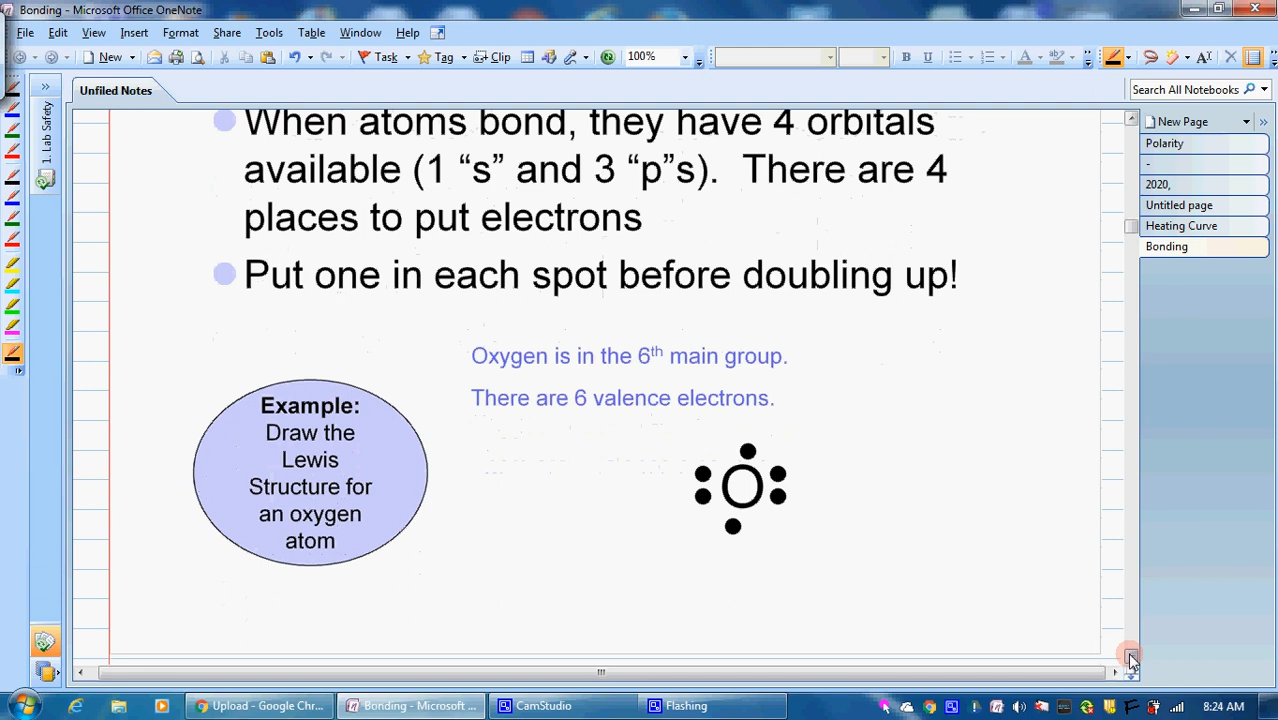 Bonding - Microsoft Office OneNote
File Edit View Insert Format Share Tools Table Window Help
New Task Tag Clip 100% B A ab A
Unfiled Notes
Search All Notebooks
1. Lab Safety
New Page
Polarity
-
2020,
Untitled page
Heating Curve
Bonding
When atoms bond, they have 4 orbitals
available (1 “s” and 3 “p”s). There are 4
places to put electrons
Put one in each spot before doubling up!
Oxygen is in the 6th main group.
There are 6 valence electrons.
Example:
Draw the
Lewis
Structure for
an oxygen
atom
O
Upload - Google Chr... Bonding - Microsoft ... CamStudio Flashing 8:24 AM